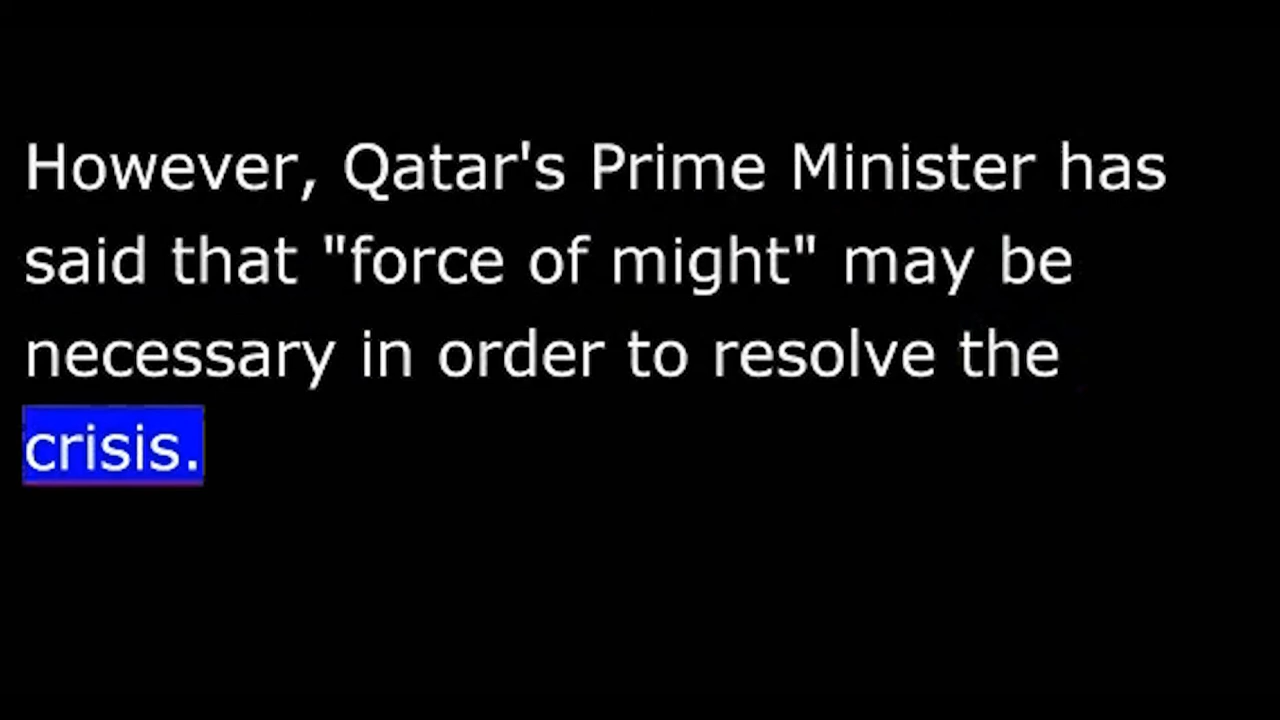 However, Qatar's Prime Minister has
said that "force of might" may be
necessary in order to resolve the
crisis.